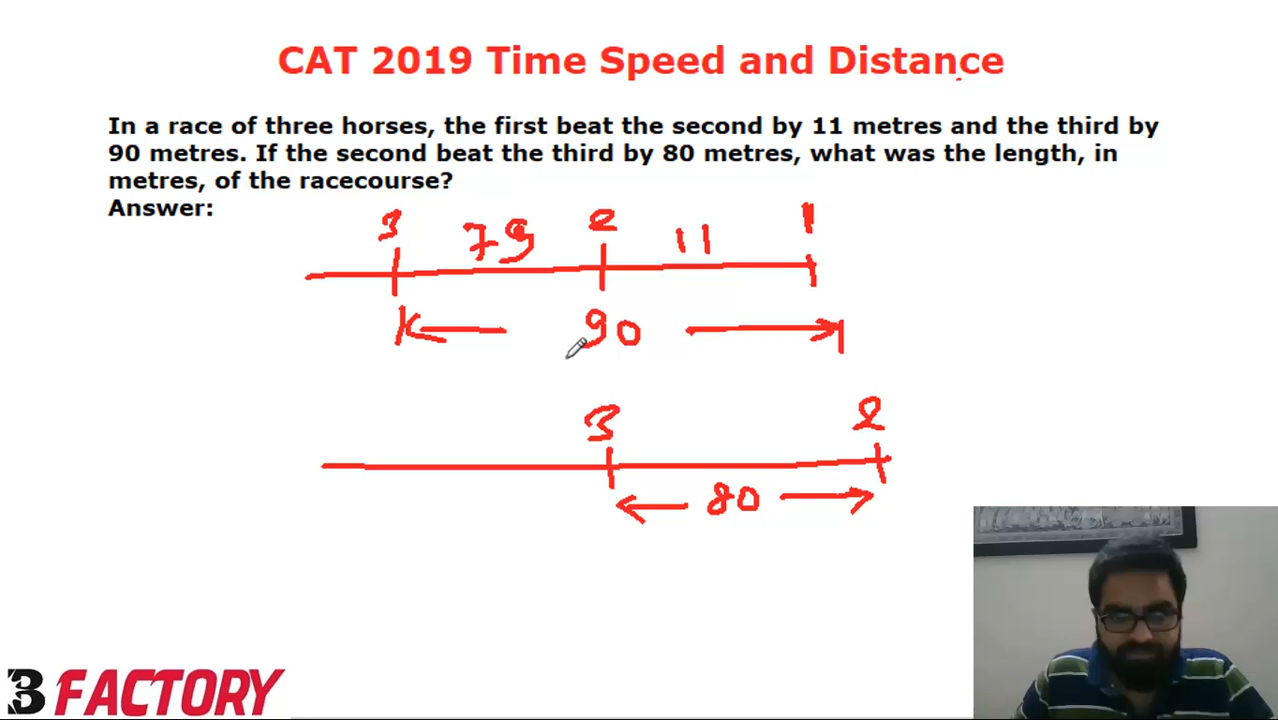 CAT 2019 Time Speed and Distance
In a race of three horses, the first beat the second by 11 metres and the third by
90 metres. If the second beat the third by 80 metres, what was the length, in
metres, of the racecourse?
Answer:
3 2 1
79 11
90
3 2
80
3 FACTORY